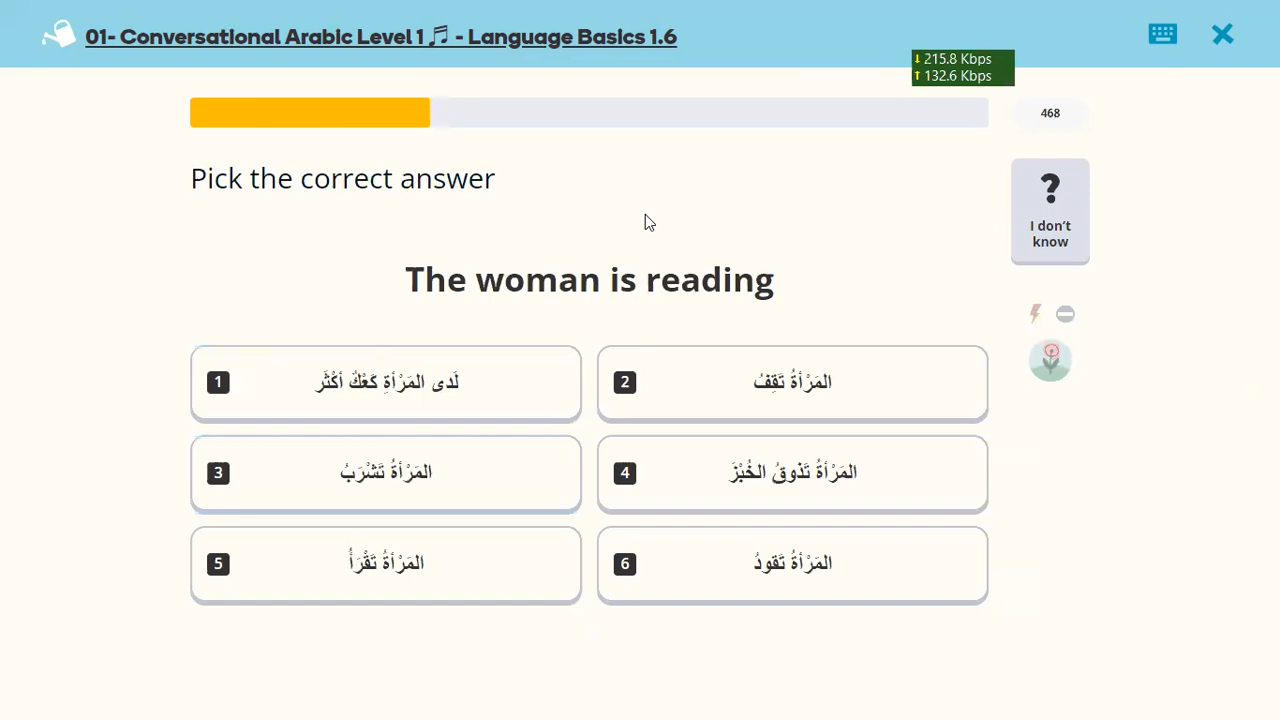 01- Conversational Arabic Level 1 🎵 - Language Basics 1.6
↓ 215.8 Kbps
↑ 132.6 Kbps
468
Pick the correct answer
?
I don't
know
The woman is reading
1 لَدى المَرْأةِ كَعْكٌ أكْثَر
2 المَرْأةُ تَقِفُ
3 المَرْأةُ تَشْرَبُ
4 المَرْأةُ تَذوقُ الخُبْزَ
5 المَرْأةُ تَقْرَأُ
6 المَرْأةُ تَقودُ